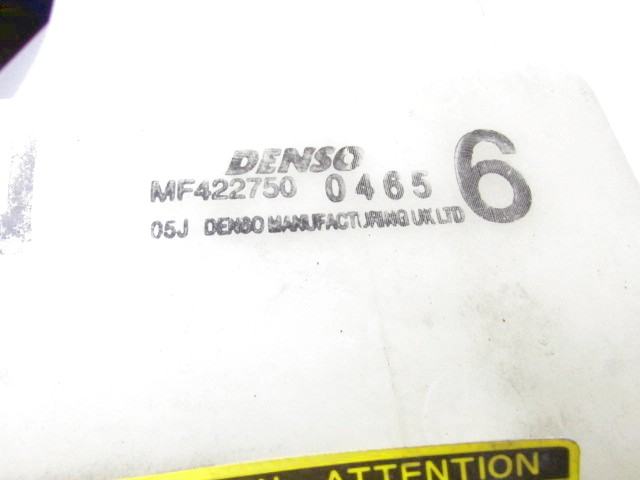 DENSO
MF422750 0465 6
05J DENSO MANUFACTURING UK LTD
ATTENTION